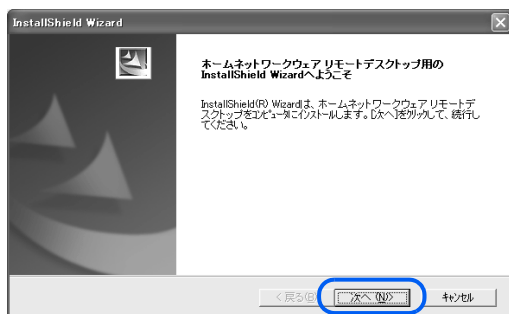 InstallShield Wizard
ホームネットワークウェア リモートデスクトップ用の
InstallShield Wizardへようこそ
InstallShield(R) Wizardは、ホームネットワークウェア リモートデ
スクトップをコンピュータにインストールします。[次へ]をクリックして、続行し
てください。
<戻る(B)
次へ(N)>
キャンセル